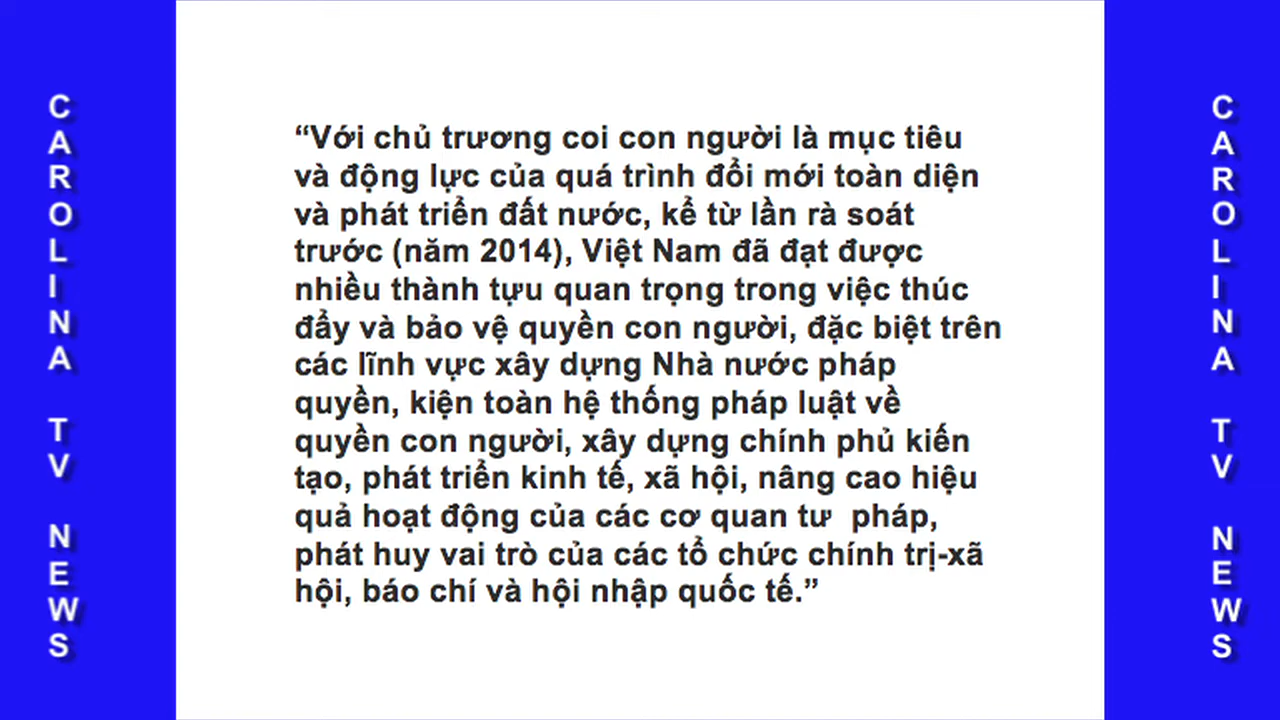 CAROLINA TV NEWS
“Với chủ trương coi con người là mục tiêu
và động lực của quá trình đổi mới toàn diện
và phát triển đất nước, kể từ lần rà soát
trước (năm 2014), Việt Nam đã đạt được
nhiều thành tựu quan trọng trong việc thúc
đẩy và bảo vệ quyền con người, đặc biệt trên
các lĩnh vực xây dựng Nhà nước pháp
quyền, kiện toàn hệ thống pháp luật về
quyền con người, xây dựng chính phủ kiến
tạo, phát triển kinh tế, xã hội, nâng cao hiệu
quả hoạt động của các cơ quan tư  pháp,
phát huy vai trò của các tổ chức chính trị-xã
hội, báo chí và hội nhập quốc tế.”
CAROLINA TV NEWS